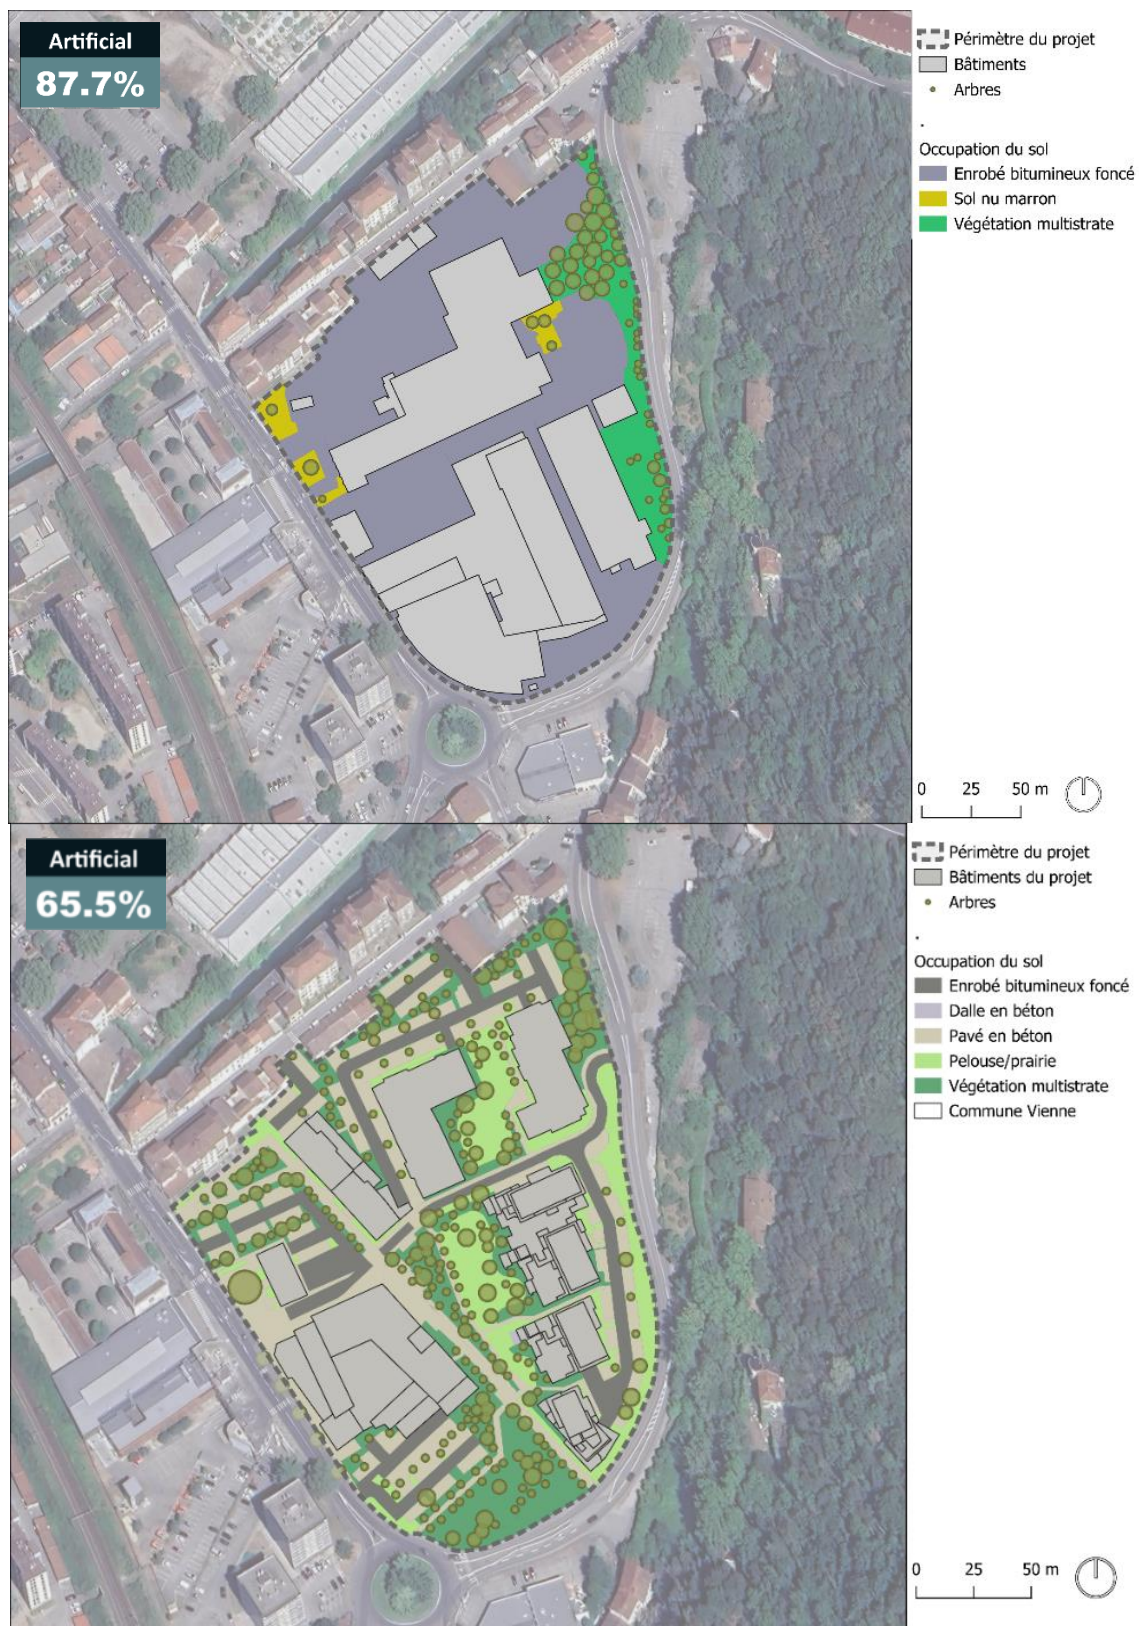 Artificial
87.7%
Périmètre du projet
Bâtiments
Arbres
.
Occupation du sol
Enrobé bitumineux foncé
Sol nu marron
Végétation multistrate
0 25 50 m
Artificial
65.5%
Périmètre du projet
Bâtiments du projet
Arbres
.
Occupation du sol
Enrobé bitumineux foncé
Dalle en béton
Pavé en béton
Pelouse/prairie
Végétation multistrate
Commune Vienne
0 25 50 m